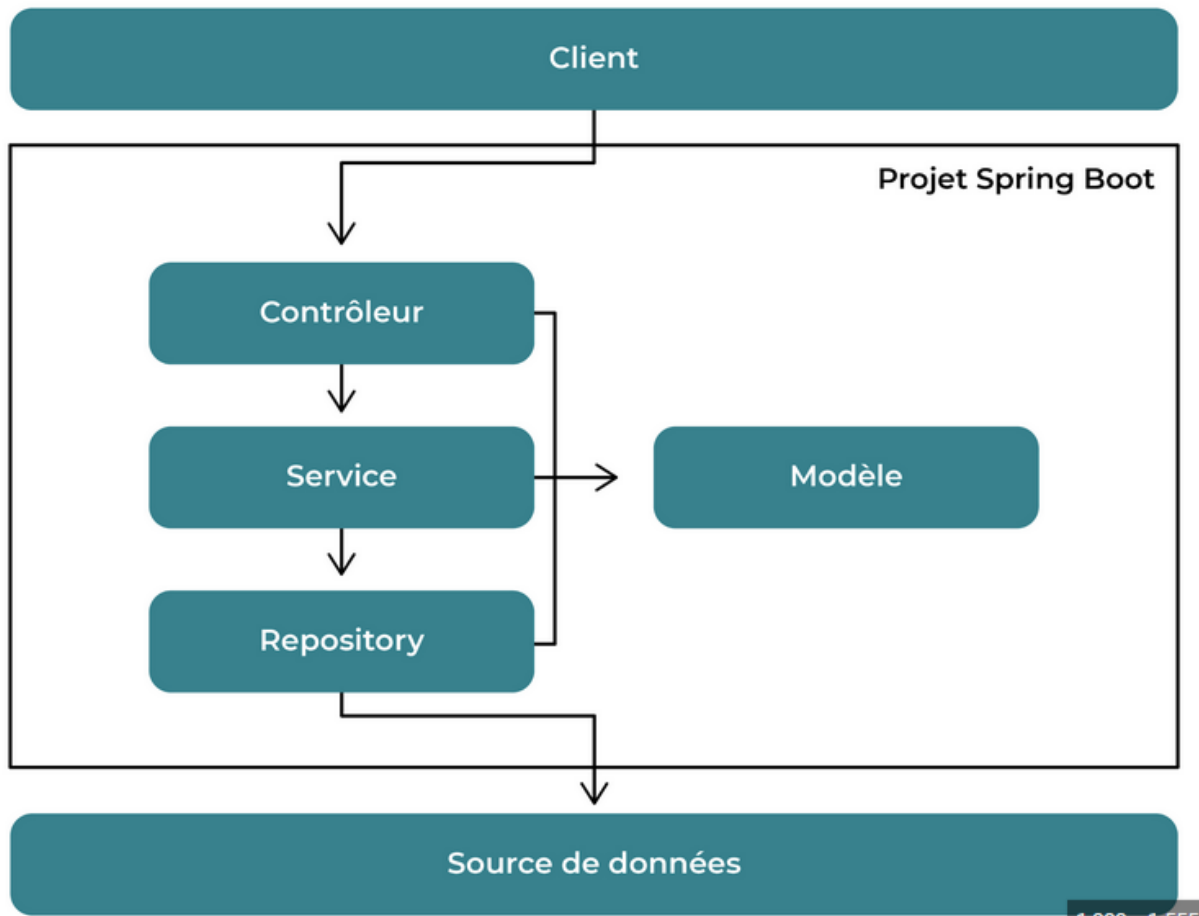 Client
Projet Spring Boot
Contrôleur
Service
Modèle
Repository
Source de données